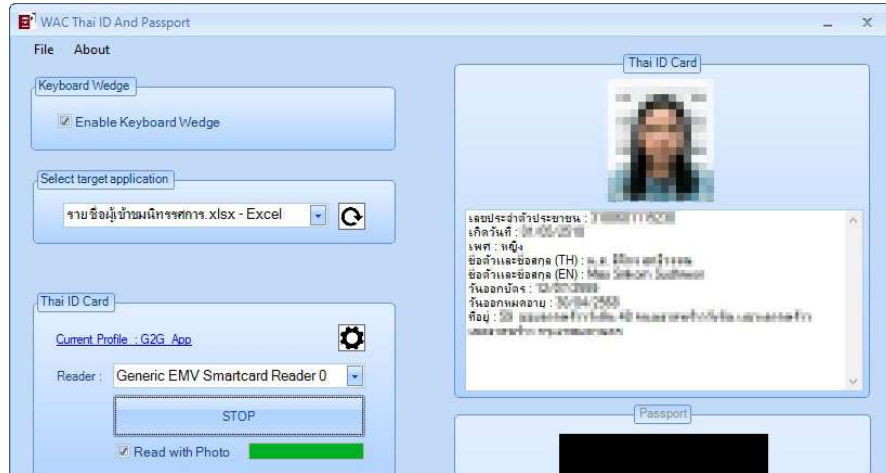 WAC Thai ID And Passport
File About
Keyboard Wedge
Enable Keyboard Wedge
Select target application
รายชื่อผู้เข้าชมนิทรรศการ.xlsx - Excel
Thai ID Card
Current Profile : G2G_App
Reader : Generic EMV Smartcard Reader 0
STOP
Read with Photo
Thai ID Card
เลขประจำตัวประชาชน :
เกิดวันที่ :
เพศ : หญิง
ชื่อตัวและชื่อสกุล (TH) :
ชื่อตัวและชื่อสกุล (EN) :
วันออกบัตร :
วันออกหมดอายุ :
ที่อยู่ :
Passport